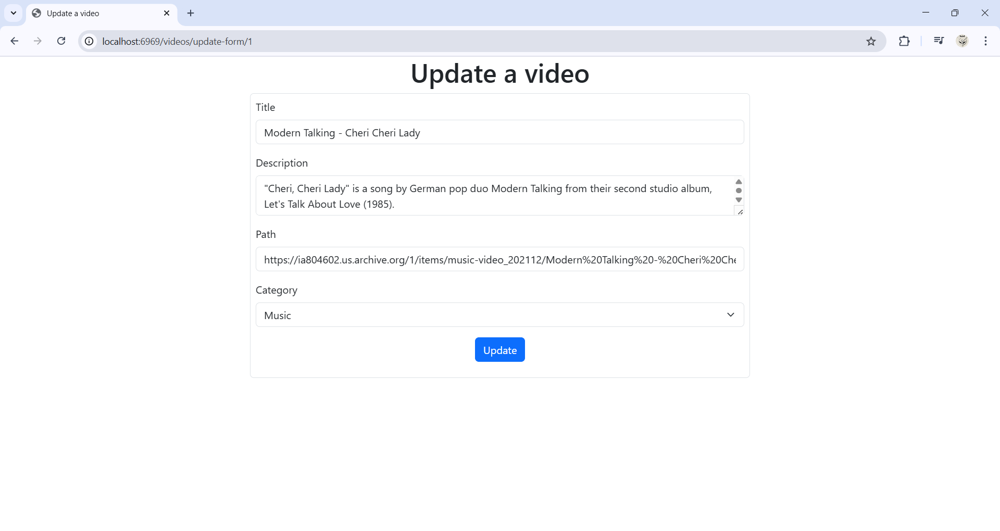 Update a video
localhost:6969/videos/update-form/1
Update a video
Title
Modern Talking - Cheri Cheri Lady
Description
"Cheri, Cheri Lady" is a song by German pop duo Modern Talking from their second studio album,
Let's Talk About Love (1985).
Path
https://ia804602.us.archive.org/1/items/music-video_202112/Modern%20Talking%20-%20Cheri%20Che
Category
Music
Update